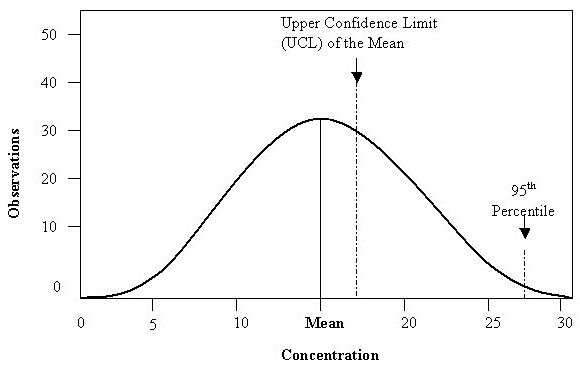 Upper Confidence Limit
(UCL) of the Mean
50
40
30
20
10
0
Observations
95th
Percentile
0 5 10 Mean 20 25 30
Concentration